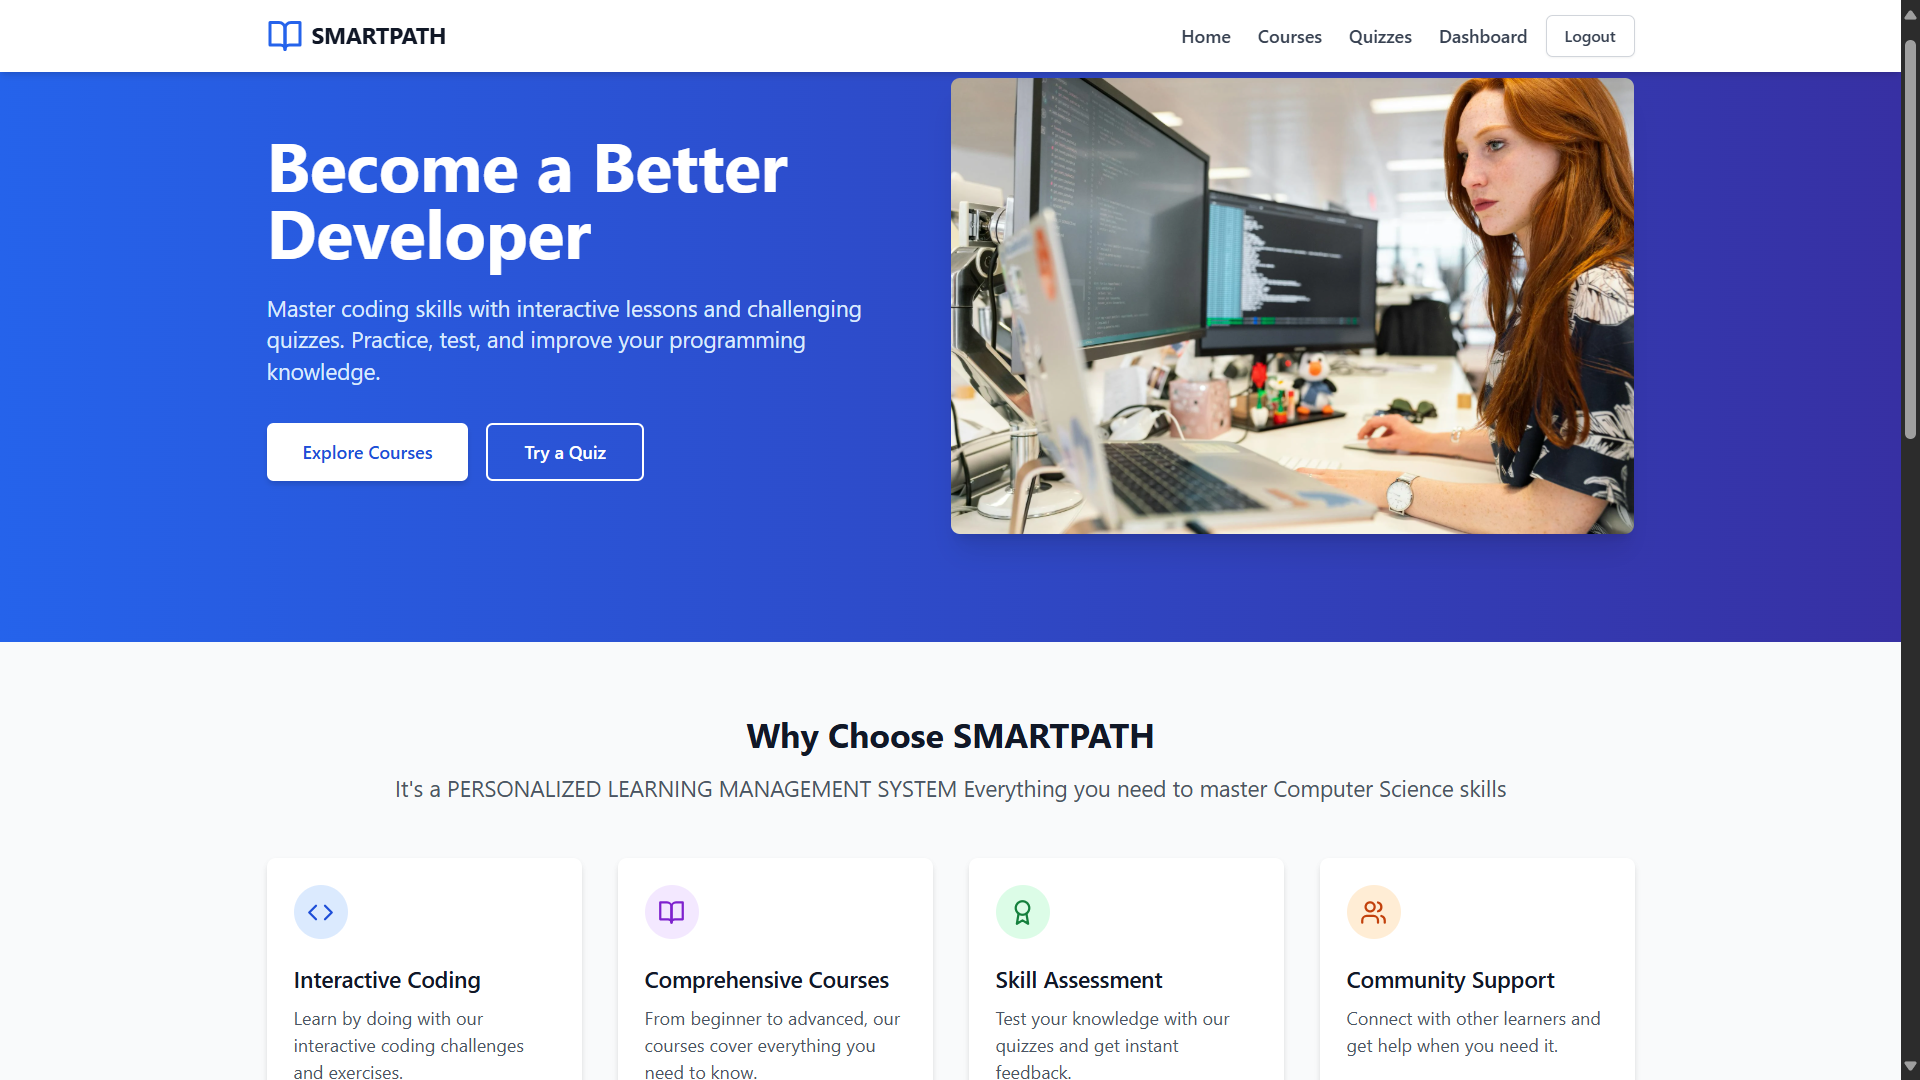 SMARTPATH
Home Courses Quizzes Dashboard Logout
Become a Better
Developer
Master coding skills with interactive lessons and challenging
quizzes. Practice, test, and improve your programming
knowledge.
Explore Courses Try a Quiz
Why Choose SMARTPATH
It's a PERSONALIZED LEARNING MANAGEMENT SYSTEM Everything you need to master Computer Science skills
Interactive Coding
Learn by doing with our
interactive coding challenges
and exercises.
Comprehensive Courses
From beginner to advanced, our
courses cover everything you
need to know.
Skill Assessment
Test your knowledge with our
quizzes and get instant
feedback.
Community Support
Connect with other learners and
get help when you need it.